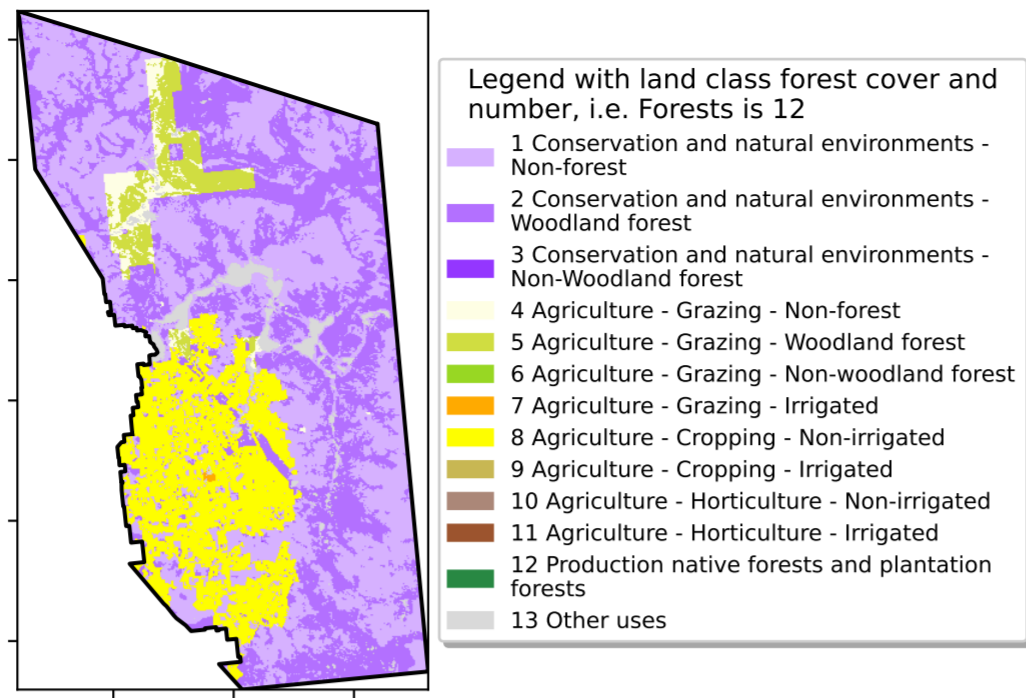 Legend with land class forest cover and
number, i.e. Forests is 12
1 Conservation and natural environments -
Non-forest
2 Conservation and natural environments -
Woodland forest
3 Conservation and natural environments -
Non-Woodland forest
4 Agriculture - Grazing - Non-forest
5 Agriculture - Grazing - Woodland forest
6 Agriculture - Grazing - Non-woodland forest
7 Agriculture - Grazing - Irrigated
8 Agriculture - Cropping - Non-irrigated
9 Agriculture - Cropping - Irrigated
10 Agriculture - Horticulture - Non-irrigated
11 Agriculture - Horticulture - Irrigated
12 Production native forests and plantation
forests
13 Other uses